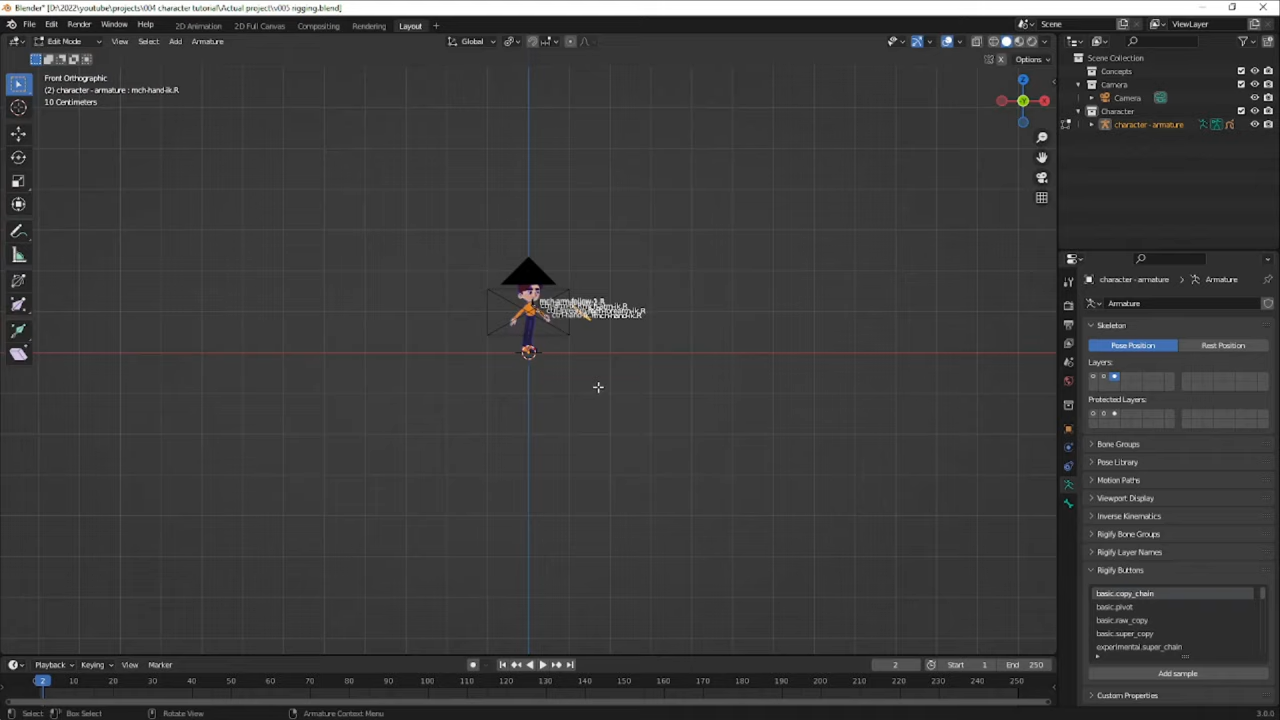 Blender* [D:\2022\youtube\projects\004 character tutorial\Actual project\v005 rigging.blend]
File Edit Render Window Help 2D Animation 2D Full Canvas Compositing Rendering Layout + Scene ViewLayer
Edit Mode View Select Add Armature Global
Options
Front Orthographic
(2) character - armature : mch-hand-ik.R
10 Centimeters
Z
Y
X
Scene Collection
Concepts
Camera
Camera
Character
character - armature
character - armature Armature
Armature
Skeleton
Pose Position Rest Position
Layers:
Protected Layers:
Bone Groups
Pose Library
Motion Paths
Viewport Display
Inverse Kinematics
Rigify Bone Groups
Rigify Layer Names
Rigify Buttons
basic.copy_chain
basic.pivot
basic.raw_copy
basic.super_copy
experimental.super_chain
Add sample
Custom Properties
Playback Keying View Marker 2 Start 1 End 250
2 10 20 30 40 50 60 70 80 90 100 110 120 130 140 150 160 170 180 190 200 210 220 230 240 250
Select Box Select Rotate View Armature Context Menu 3.0.0